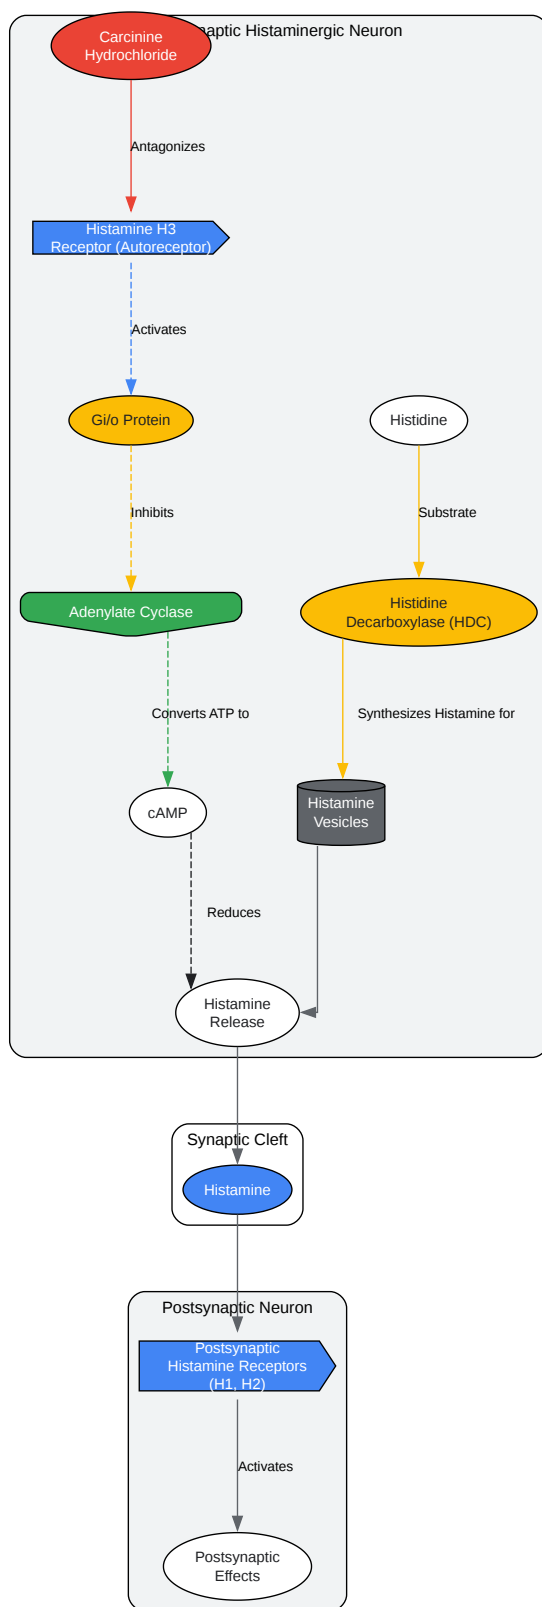 Carcinine
Hydrochloride
aptic Histaminergic Neuron
Antagonizes
Histamine H3
Receptor (Autoreceptor)
Activates
Gi/o Protein
Histidine
Inhibits
Substrate
Adenylate Cyclase
Histidine
Decarboxylase (HDC)
Converts ATP to
Synthesizes Histamine for
cAMP
Histamine
Vesicles
Reduces
Histamine
Release
Synaptic Cleft
Histamine
Postsynaptic Neuron
Postsynaptic
Histamine Receptors
(H1, H2)
Activates
Postsynaptic
Effects